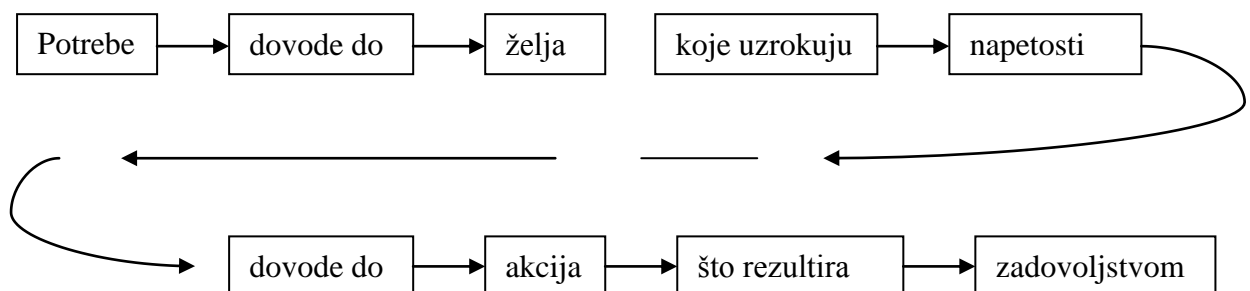 Potrebe dovode do želja koje uzrokuju napetosti
dovode do akcija što rezultira zadovoljstvom